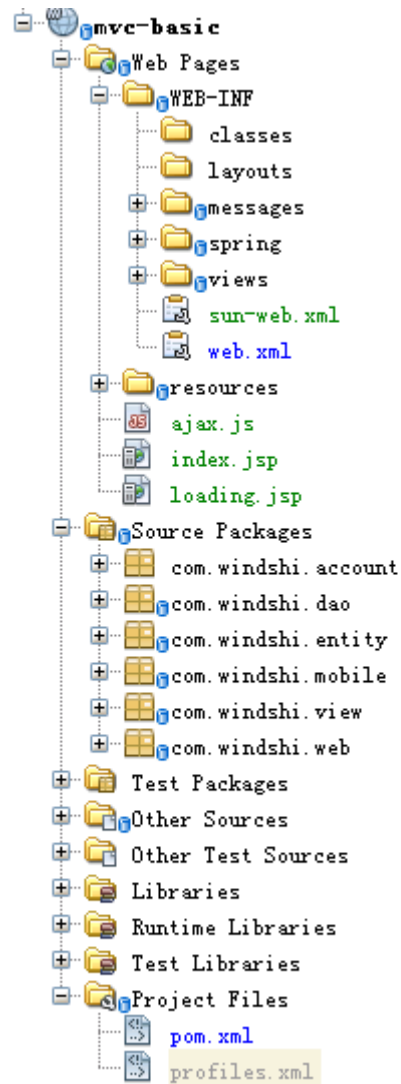 mvc-basic
Web Pages
WEB-INF
classes
layouts
messages
spring
views
sun-web.xml
web.xml
resources
ajax.js
index.jsp
loading.jsp
Source Packages
com.windshi.account
com.windshi.dao
com.windshi.entity
com.windshi.mobile
com.windshi.view
com.windshi.web
Test Packages
Other Sources
Other Test Sources
Libraries
Runtime Libraries
Test Libraries
Project Files
pom.xml
profiles.xml